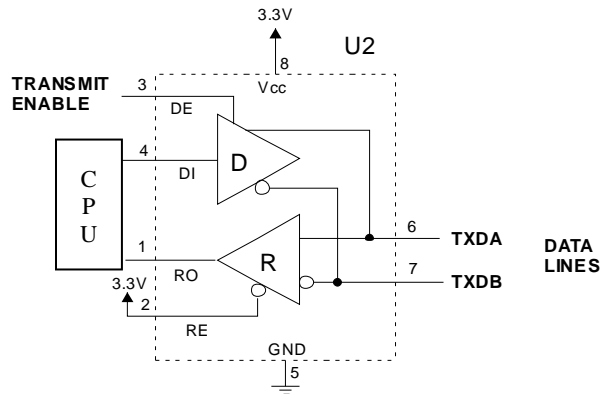 3.3V
U2
8
Vcc
TRANSMIT
ENABLE
3
DE
4
DI
D
CPU
1
RO
R
6
TXDA
7
TXDB
DATA
LINES
3.3V
2
RE
GND
5